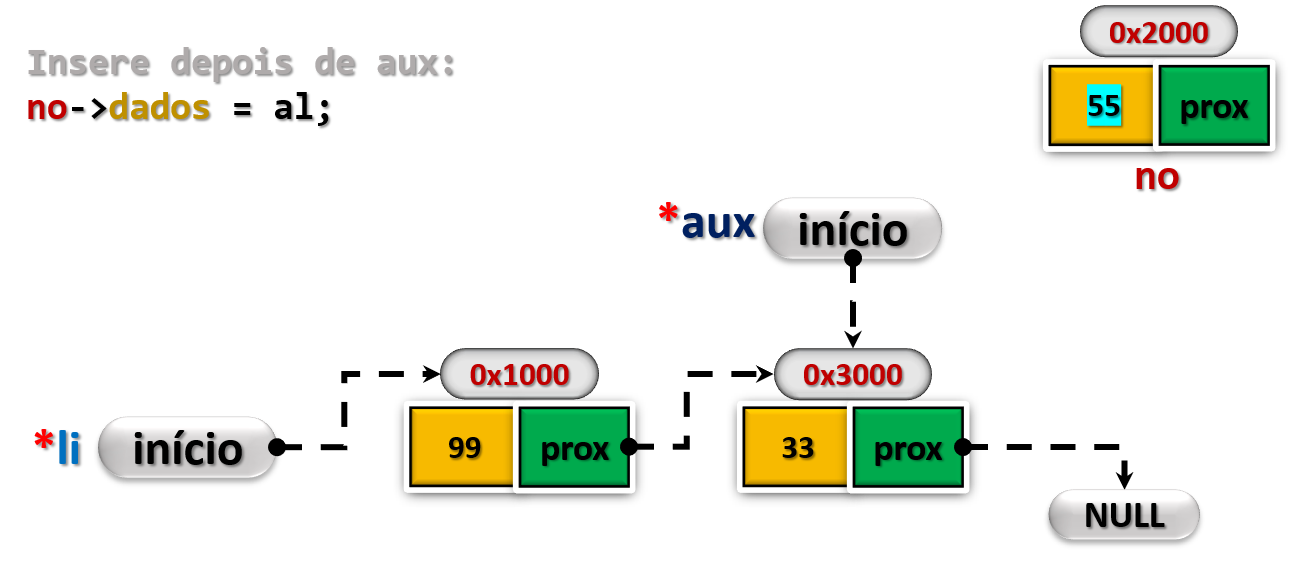 Insere depois de aux:
no->dados = al;
0x2000
55 prox
no
*aux início
0x1000
0x3000
*li início
99 prox
33 prox
NULL